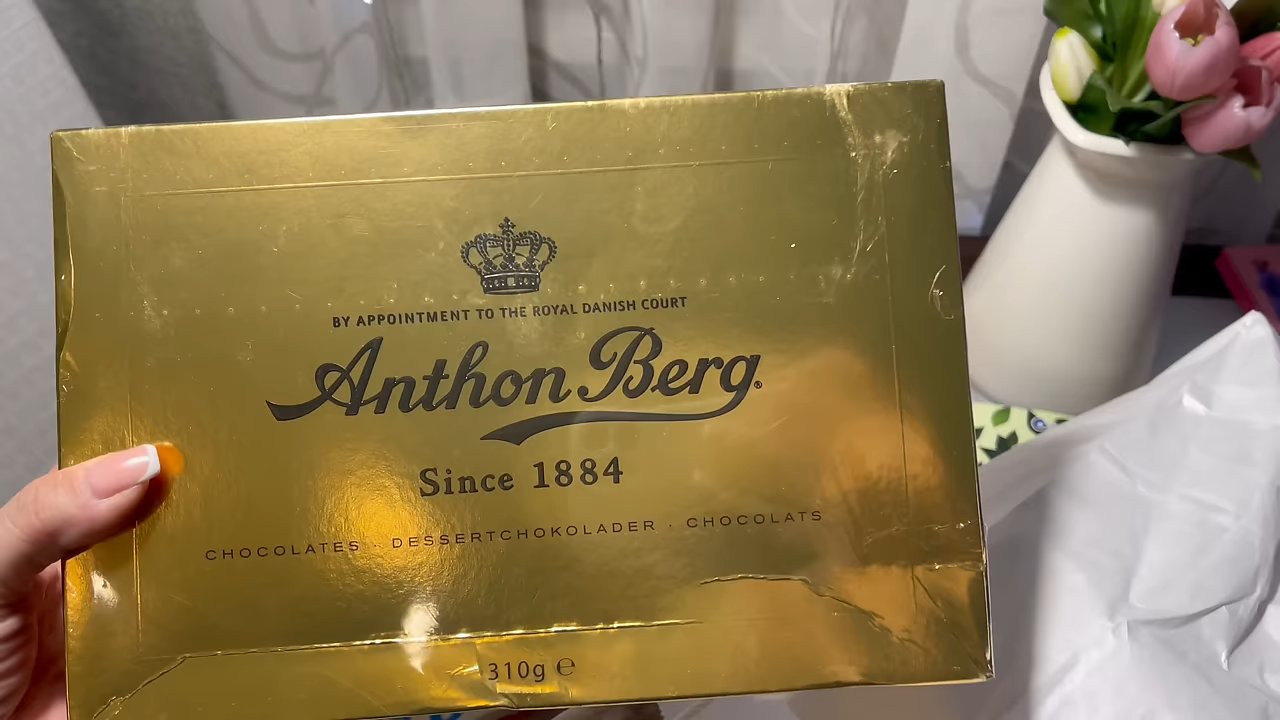 BY APPOINTMENT TO THE ROYAL DANISH COURT
Anthon Berg®
Since 1884
CHOCOLATES · DESSERTCHOKOLADER · CHOCOLATS
310g ℮